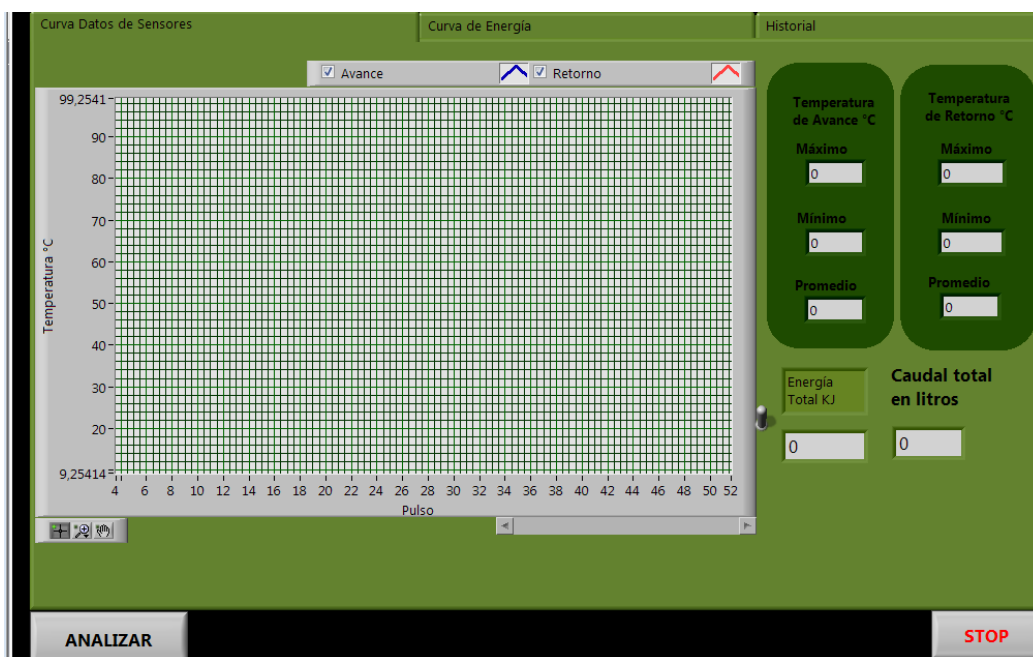 Curva Datos de Sensores
Curva de Energía
Historial
Avance
Retorno
99,2541
90
80
70
60
50
40
30
20
9,25414
Temperatura °C
4 6 8 10 12 14 16 18 20 22 24 26 28 30 32 34 36 38 40 42 44 46 48 50 52
Pulso
Temperatura
de Avance °C
Máximo
0
Mínimo
0
Promedio
0
Temperatura
de Retorno °C
Máximo
0
Mínimo
0
Promedio
0
Energía
Total KJ
0
Caudal total
en litros
0
ANALIZAR
STOP